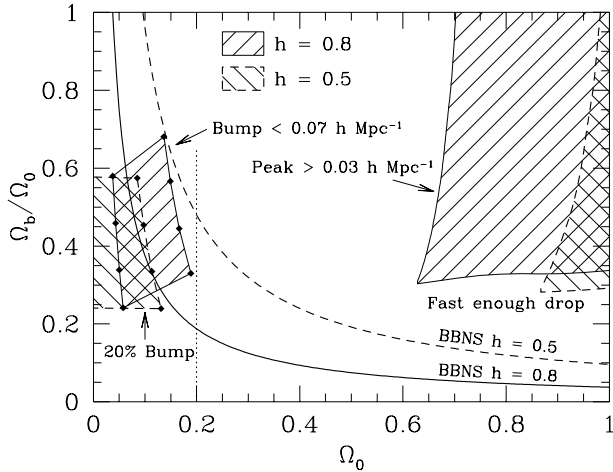 1
0.8
0.6
0.4
0.2
0
Ω_b/Ω_0
h = 0.8
h = 0.5
Bump < 0.07 h Mpc⁻¹
Peak > 0.03 h Mpc⁻¹
Fast enough drop
20% Bump
BBNS h = 0.5
BBNS h = 0.8
0 0.2 0.4 0.6 0.8 1
Ω_0